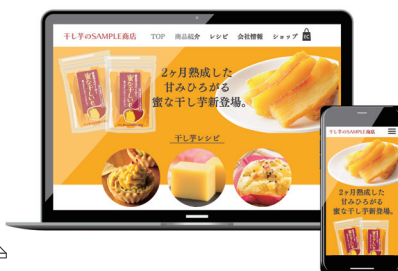 干し芋のSAMPLE商店
TOP 商品紹介 レシピ 会社情報 ショップ
2ヶ月熟成した
甘みひろがる
蜜な干し芋新登場。
干し芋レシピ
干し芋のSAMPLE商店
2ヶ月熟成した
甘みひろがる
蜜な干し芋新登場。